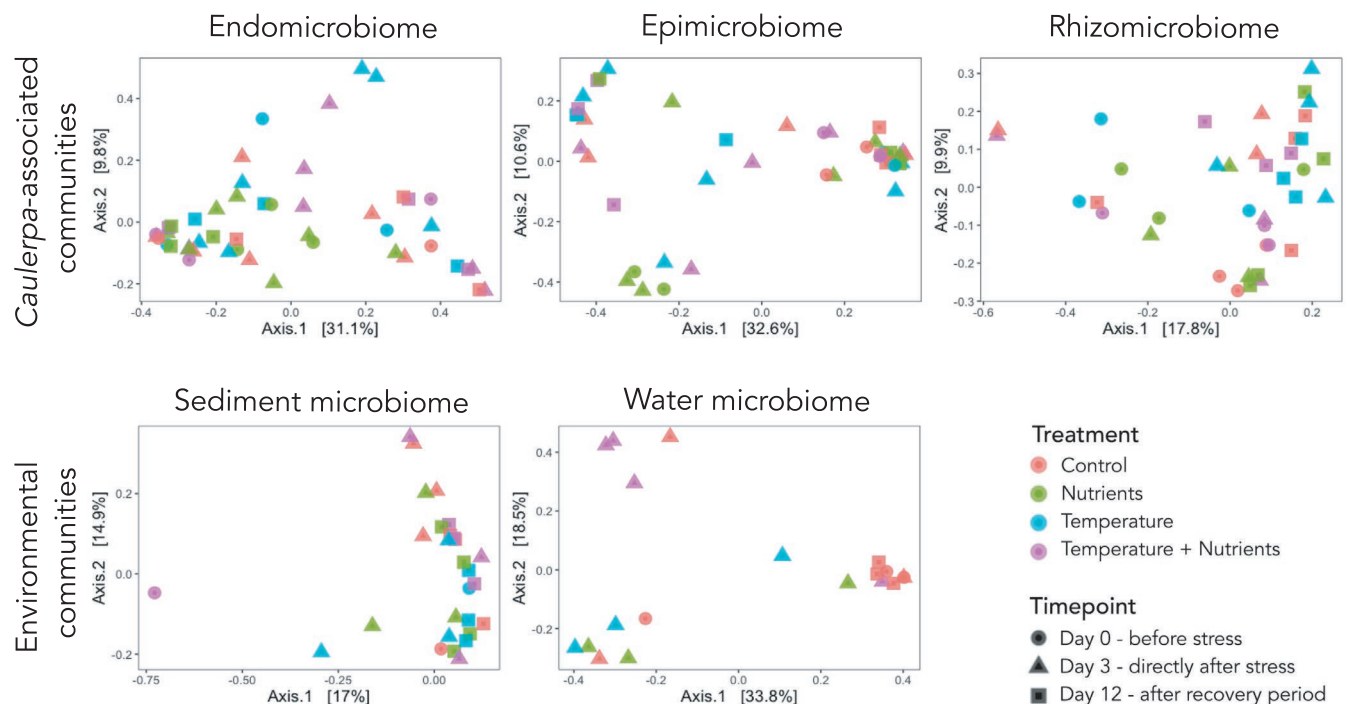 Endomicrobiome
Epimicrobiome
Rhizomicrobiome
Caulerpa-associated
communities
Axis.2 [9.8%]
0.4
0.2
0.0
-0.2
-0.4
-0.2
0.0
0.2
0.4
Axis.1 [31.1%]
Axis.2 [10.6%]
0.2
0.0
-0.2
-0.4
-0.4
-0.2
0.0
0.2
Axis.1 [32.6%]
Axis.2 [9.9%]
0.3
0.2
0.1
0.0
-0.1
-0.2
-0.3
-0.6
-0.4
-0.2
0.0
0.2
Axis.1 [17.8%]
Sediment microbiome
Water microbiome
Environmental
communities
Axis.2 [14.9%]
0.2
0.0
-0.2
-0.75
-0.50
-0.25
0.00
Axis.1 [17%]
Axis.2 [18.5%]
0.4
0.2
0.0
-0.2
-0.4
-0.2
0.0
0.2
0.4
Axis.1 [33.8%]
Treatment
Control
Nutrients
Temperature
Temperature + Nutrients
Timepoint
Day 0 - before stress
Day 3 - directly after stress
Day 12 - after recovery period